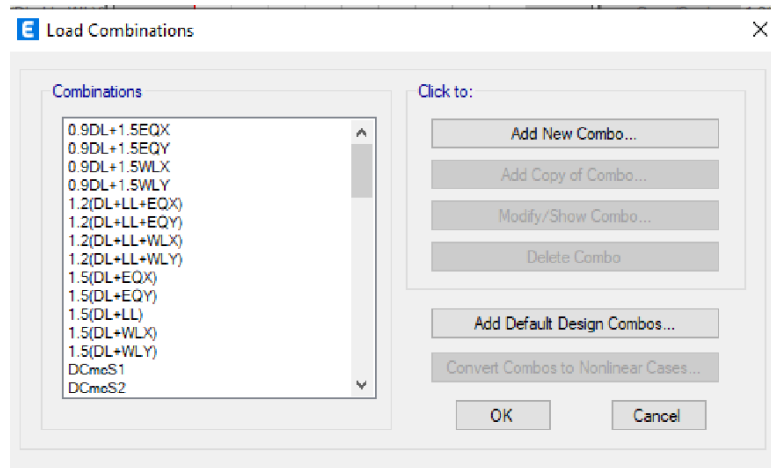 E Load Combinations
Combinations
0.9DL+1.5EQX
0.9DL+1.5EQY
0.9DL+1.5WLX
0.9DL+1.5WLY
1.2(DL+LL+EQX)
1.2(DL+LL+EQY)
1.2(DL+LL+WLX)
1.2(DL+LL+WLY)
1.5(DL+EQX)
1.5(DL+EQY)
1.5(DL+LL)
1.5(DL+WLX)
1.5(DL+WLY)
DCmcS1
DCmcS2
Click to:
Add New Combo...
Add Copy of Combo...
Modify/Show Combo...
Delete Combo
Add Default Design Combos...
Convert Combos to Nonlinear Cases...
OK
Cancel